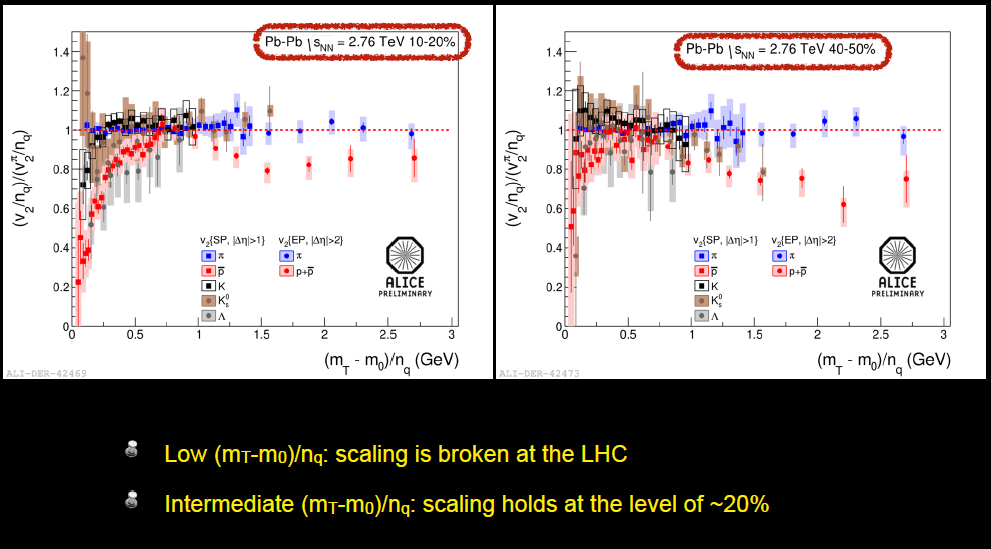 Pb-Pb √sNN = 2.76 TeV 10-20%
(v2/nq)/(v2π/nq)
1.4
1.2
1
0.8
0.6
0.4
0.2
0
v2{SP, |Δη|>1}
v2{EP, |Δη|>2}
π
π
p̅
p+p̅
K
K0s
Λ
ALICE
PRELIMINARY
0 0.5 1 1.5 2 2.5 3
(mT - m0)/nq (GeV)
ALI-DER-42469
Pb-Pb √sNN = 2.76 TeV 40-50%
(v2/nq)/(v2π/nq)
1.4
1.2
1
0.8
0.6
0.4
0.2
0
v2{SP, |Δη|>1}
v2{EP, |Δη|>2}
π
π
p̅
p+p̅
K
K0s
Λ
ALICE
PRELIMINARY
0 0.5 1 1.5 2 2.5 3
(mT - m0)/nq (GeV)
ALI-DER-42473
Low (mT-m0)/nq: scaling is broken at the LHC
Intermediate (mT-m0)/nq: scaling holds at the level of ~20%